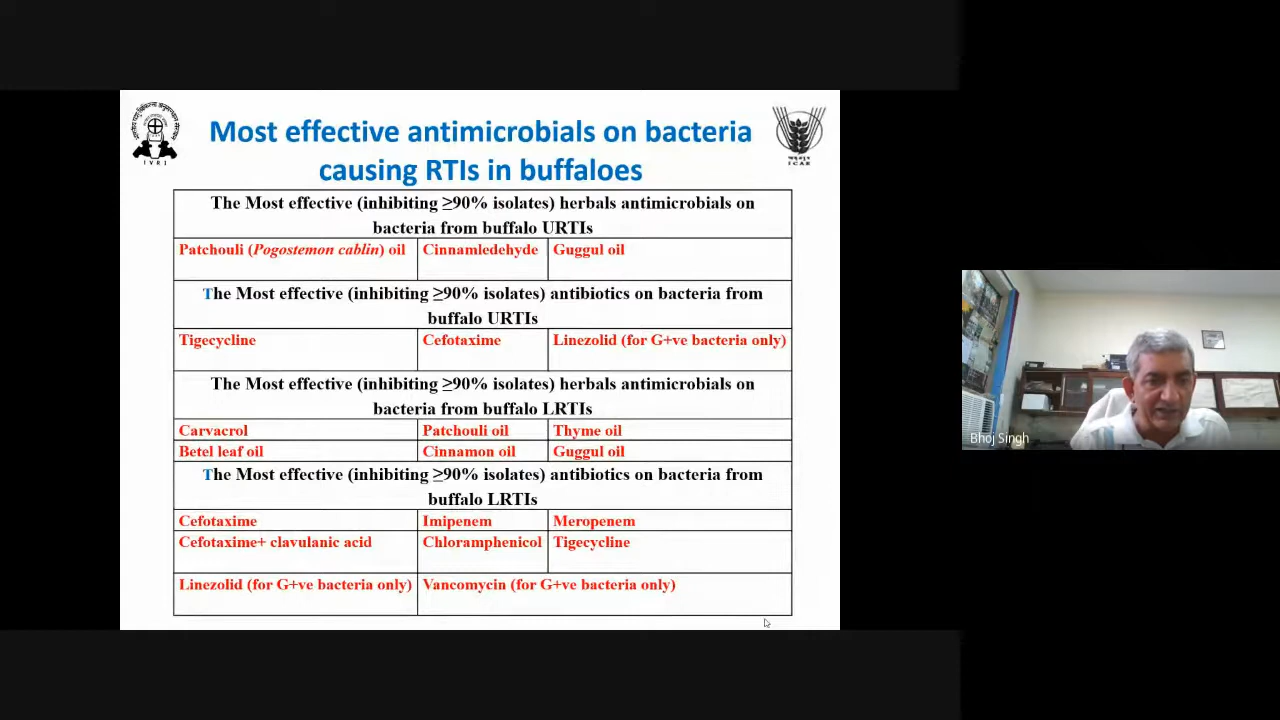 Most effective antimicrobials on bacteria
causing RTIs in buffaloes
IVRI
ICAR
The Most Effective (inhibiting ≥90% isolates) herbals antimicrobials on
bacteria from buffalo URTIs
Patchouli (Pogostemon cablin) oil Cinnamledehyde Guggul oil
The Most Effective (inhibiting ≥90% isolates) antibiotics on bacteria from
buffalo URTIs
Tigecycline Cefotaxime Linezolid (for G+ve bacteria only)
The Most Effective (inhibiting ≥90% isolates) herbals antimicrobials on
bacteria from buffalo LRTIs
Carvacrol Patchouli oil Thyme oil
Betel leaf oil Cinnamon oil Guggul oil
The Most Effective (inhibiting ≥90% isolates) antibiotics on bacteria from
buffalo LRTIs
Cefotaxime Imipenem Meropenem
Cefotaxime+ clavulanic acid Chloramphenicol Tigecycline
Linezolid (for G+ve bacteria only) Vancomycin (for G+ve bacteria only)
Bhoj Singh